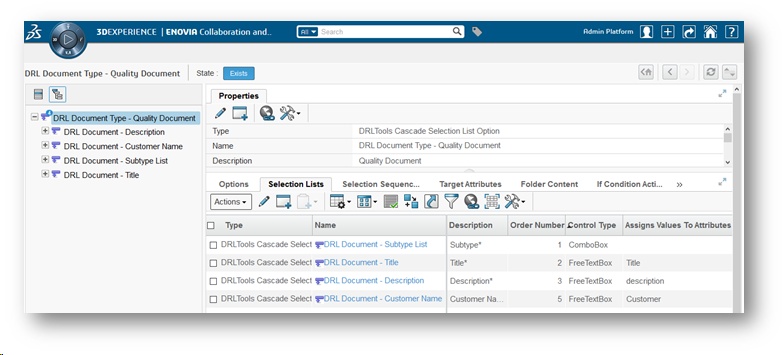 3DEXPERIENCE | ENOVIA Collaboration and..
All Search
Admin Platform
DRL Document Type - Quality Document State : Exists
DRL Document Type - Quality Document
DRL Document - Description
DRL Document - Customer Name
DRL Document - Subtype List
DRL Document - Title
Properties
Type DRLTools Cascade Selection List Option
Name DRL Document Type - Quality Document
Description Quality Document
Options Selection Lists Selection Sequenc... Target Attributes Folder Content If Condition Acti... »
Actions
Type Name Description Order Number Control Type Assigns Values To Attributes
DRLTools Cascade Select DRL Document - Subtype List Subtype* 1 ComboBox
DRLTools Cascade Select DRL Document - Title Title* 2 FreeTextBox Title
DRLTools Cascade Select DRL Document - Description Description* 3 FreeTextBox description
DRLTools Cascade Select DRL Document - Customer Name Customer Na... 5 FreeTextBox Customer